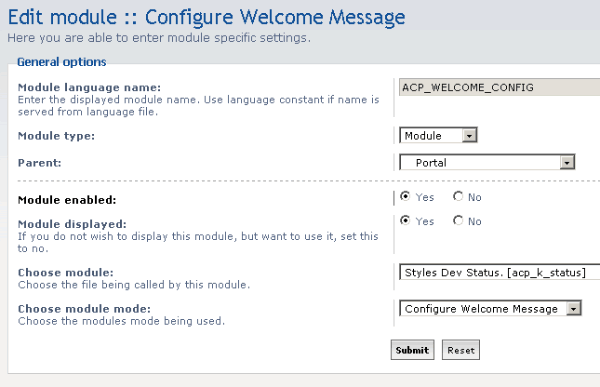 Edit module :: Configure Welcome Message
Here you are able to enter module specific settings.
General options
Module language name:
ACP_WELCOME_CONFIG
Enter the displayed module name. Use language constant if name is
served from language file.
Module type:
Module
Parent:
Portal
Module enabled:
Yes No
Module displayed:
Yes No
If you do not wish to display this module, but want to use it, set this
to no.
Choose module:
Styles Dev Status. [acp_k_status]
Choose the file being called by this module.
Choose module mode:
Configure Welcome Message
Choose the modules mode being used.
Submit Reset